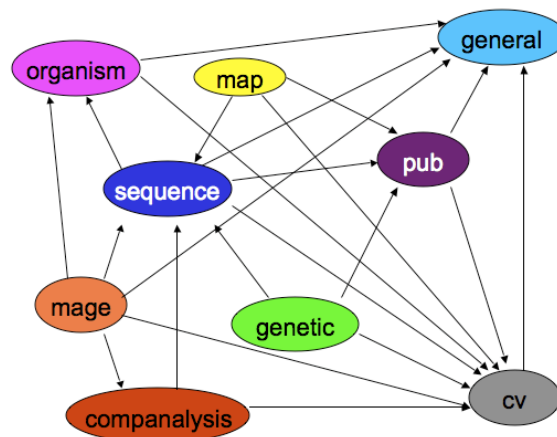 general
organism
map
pub
sequence
mage
genetic
cv
companalysis